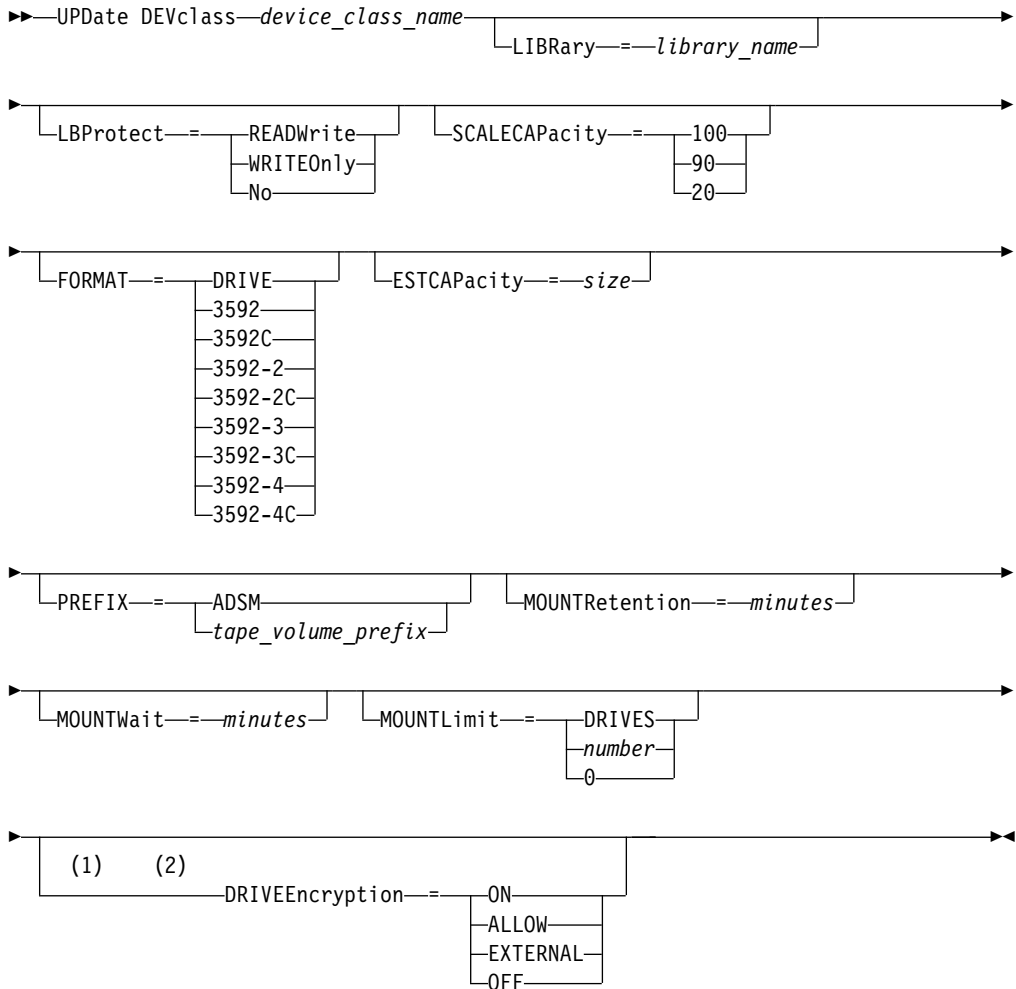 UPDate DEVclass device_class_name
LIBRary = library_name
LBProtect = READWrite
WRITEOnly
No
SCALECAPacity = 100
90
20
FORMAT = DRIVE
3592
3592C
3592-2
3592-2C
3592-3
3592-3C
3592-4
3592-4C
ESTCAPacity = size
PREFIX = ADSM
tape_volume_prefix
MOUNTRetention = minutes
MOUNTWait = minutes
MOUNTLimit = DRIVES
number
0
(1) (2)
DRIVEEncryption = ON
ALLOW
EXTERNAL
OFF